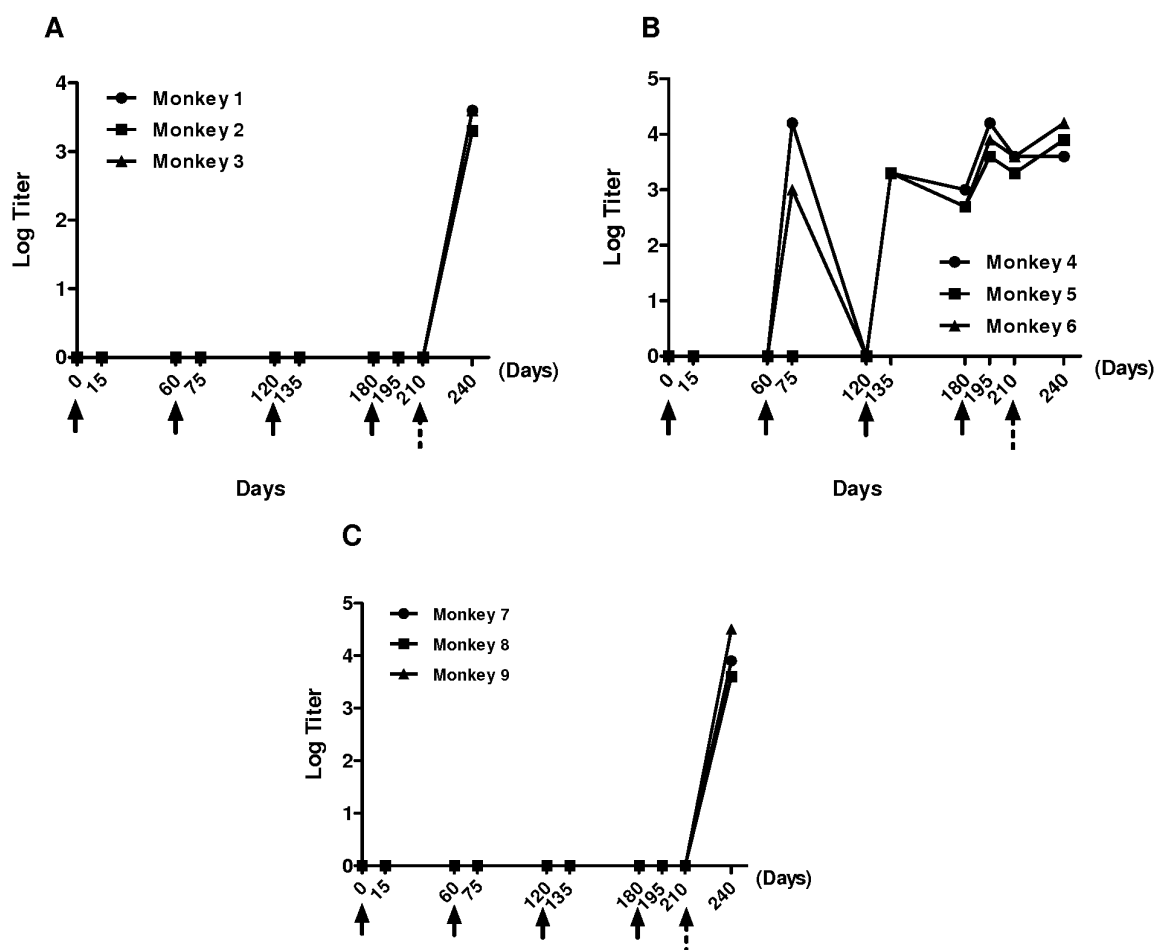 A
4
3
2
1
0
Log Titer
Monkey 1
Monkey 2
Monkey 3
0 15 60 75 120 135 180 195 210 240 (Days)
Days
B
5
4
3
2
1
0
Log Titer
Monkey 4
Monkey 5
Monkey 6
0 15 60 75 120 135 180 195 210 240 (Days)
Days
C
5
4
3
2
1
0
Log Titer
Monkey 7
Monkey 8
Monkey 9
0 15 60 75 120 135 180 195 210 240 (Days)